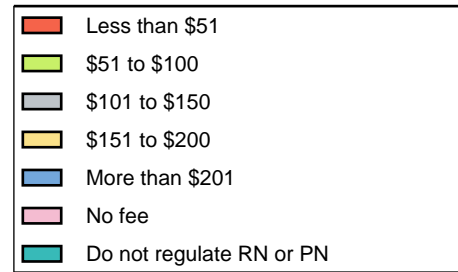 Less than $51
$51 to $100
$101 to $150
$151 to $200
More than $201
No fee
Do not regulate RN or PN